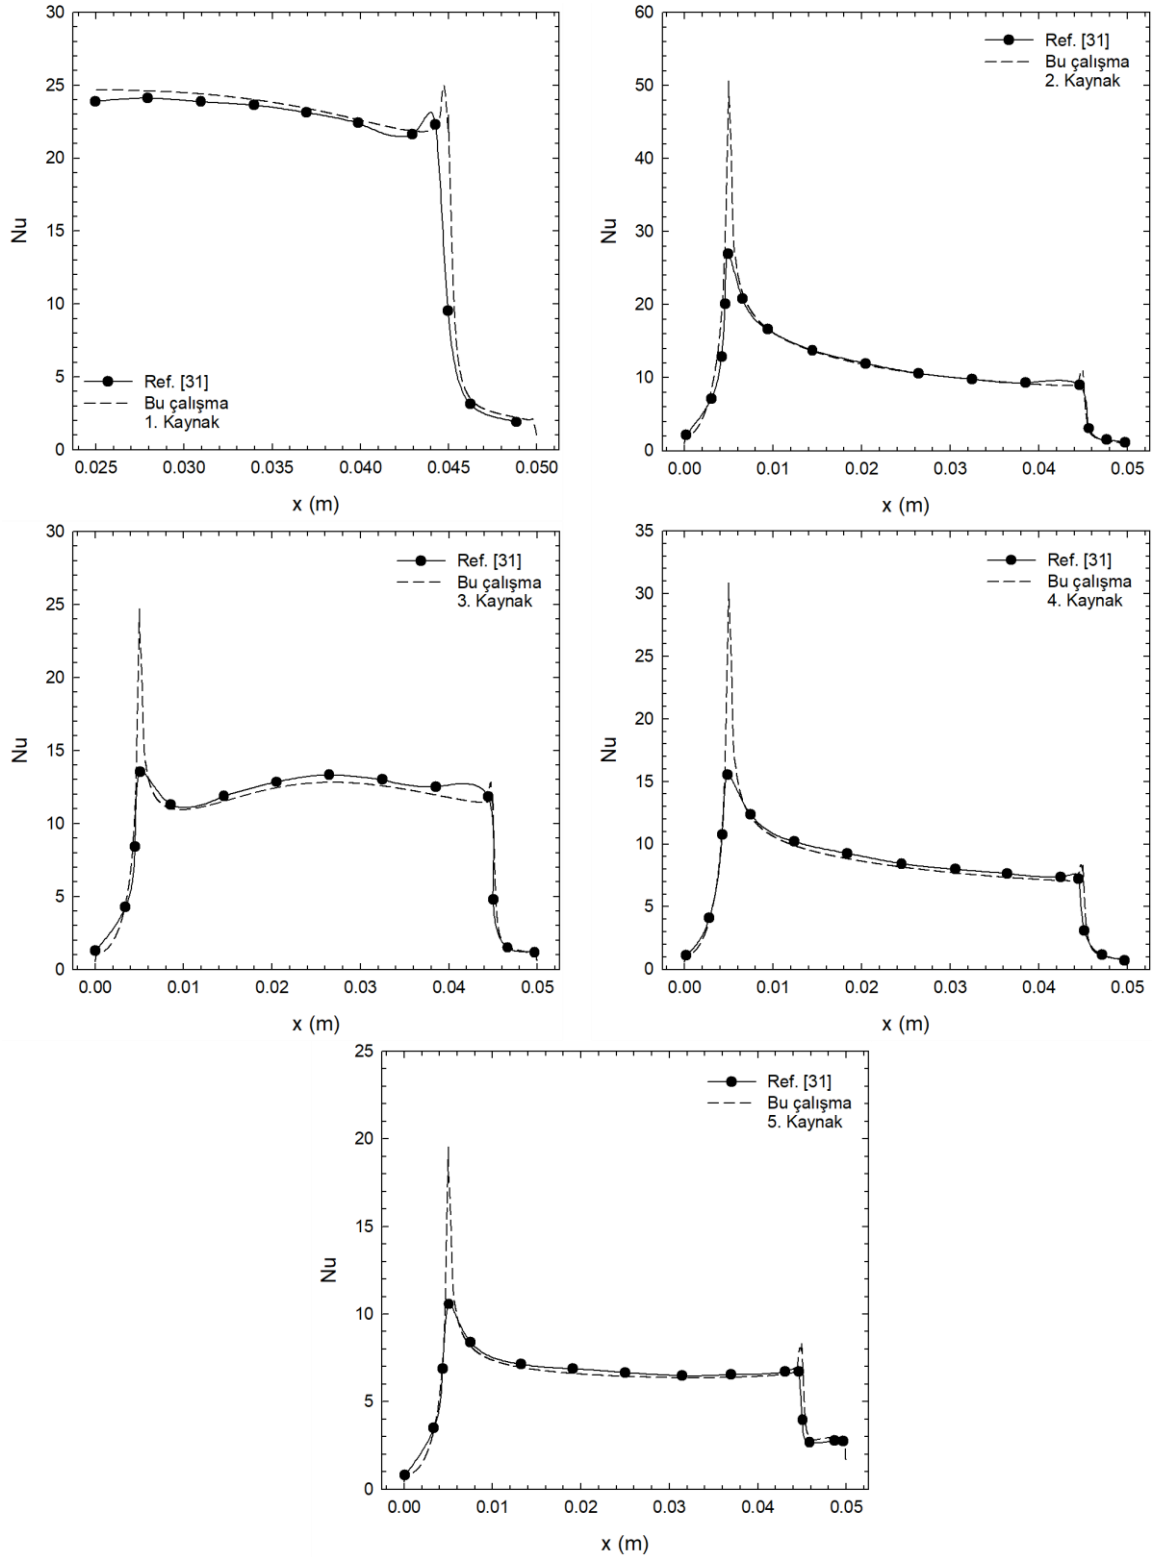 30
25
20
15
10
5
0
Nu
Ref. [31]
Bu çalışma
1. Kaynak
0.025 0.030 0.035 0.040 0.045 0.050
x (m)
60
50
40
30
20
10
0
Nu
Ref. [31]
Bu çalışma
2. Kaynak
0.00 0.01 0.02 0.03 0.04 0.05
x (m)
30
25
20
15
10
5
0
Nu
Ref. [31]
Bu çalışma
3. Kaynak
0.00 0.01 0.02 0.03 0.04 0.05
x (m)
35
30
25
20
15
10
5
0
Nu
Ref. [31]
Bu çalışma
4. Kaynak
0.00 0.01 0.02 0.03 0.04 0.05
x (m)
25
20
15
10
5
0
Nu
Ref. [31]
Bu çalışma
5. Kaynak
0.00 0.01 0.02 0.03 0.04 0.05
x (m)